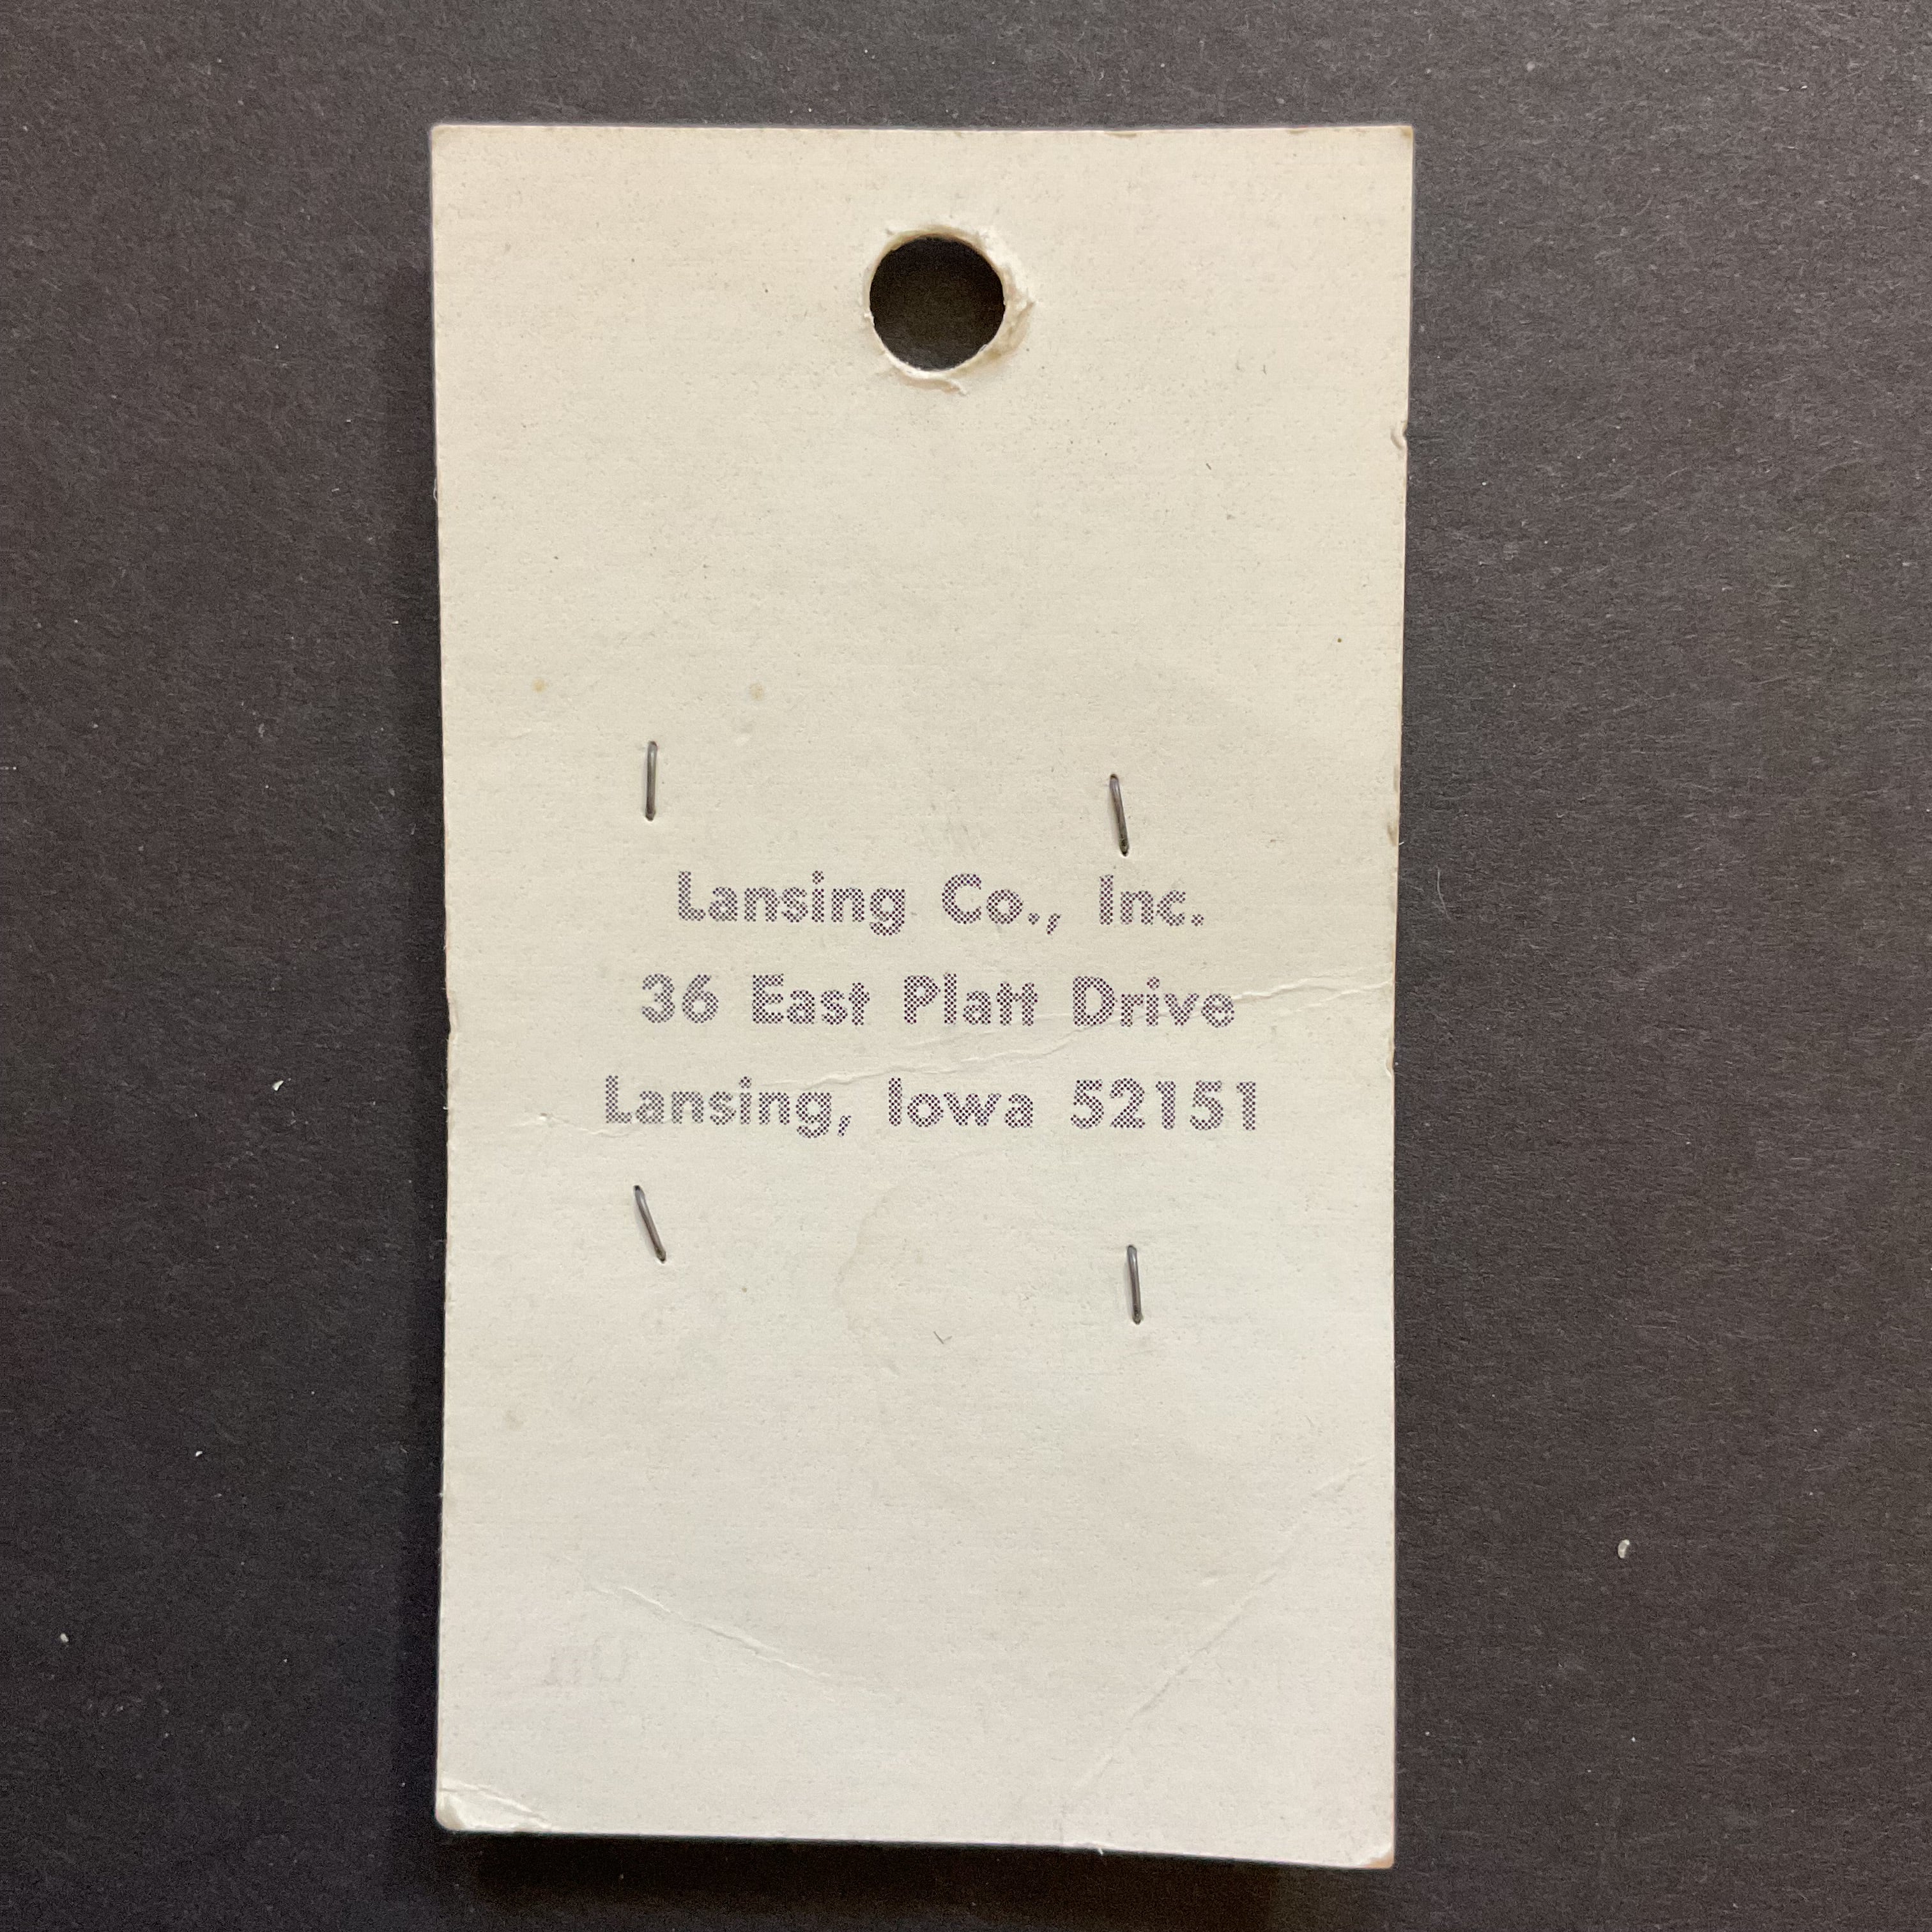 Lansing Co., Inc.
36 East Platt Drive
Lansing, Iowa 52151